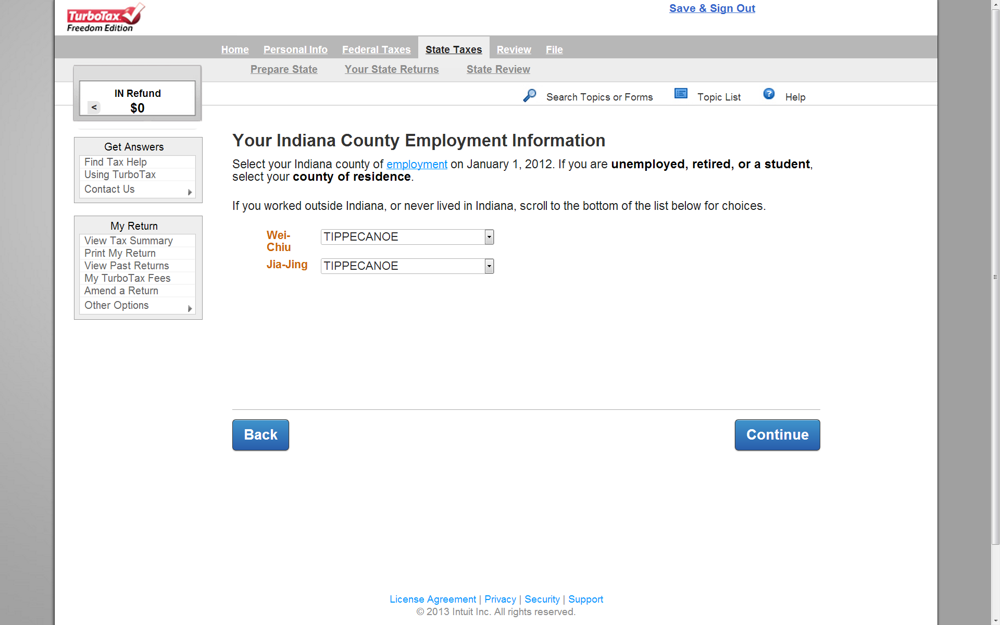 TurboTax
Freedom Edition
Save & Sign Out
Home Personal Info Federal Taxes State Taxes Review File
Prepare State Your State Returns State Review
IN Refund
< $0
Search Topics or Forms Topic List Help
Get Answers
Find Tax Help
Using TurboTax
Contact Us
My Return
View Tax Summary
Print My Return
View Past Returns
My TurboTax Fees
Amend a Return
Other Options
Your Indiana County Employment Information
Select your Indiana county of employment on January 1, 2012. If you are unemployed, retired, or a student,
select your county of residence.
If you worked outside Indiana, or never lived in Indiana, scroll to the bottom of the list below for choices.
Wei-
Chiu
TIPPECANOE
Jia-Jing TIPPECANOE
Back Continue
License Agreement | Privacy | Security | Support
© 2013 Intuit Inc. All rights reserved.